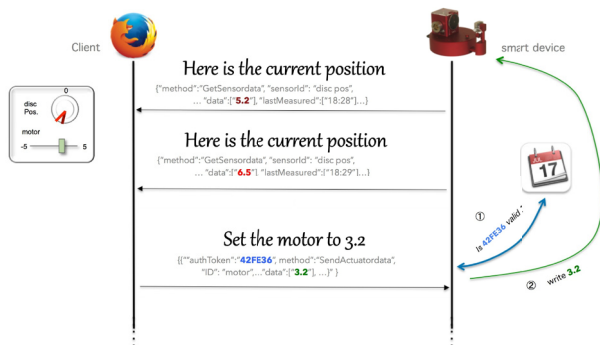 Client
smart device
Here is the current position
{"method":"GetSensordata", "sensorId": "disc pos",
... "data":["5.2"], "lastMeasured":["18:28"]...}
0
disc
Pos.
motor
-5
5
Here is the current position
{"method":"GetSensordata", "sensorId": "disc pos",
... "data":["6.5"] "lastMeasured":["18:29"]...}
JUL
17
①
Is 42FE36 valid."
Set the motor to 3.2
{{""authToken":"42FE36", method":"SendActuatordata",
"ID": "motor",..."data":["3.2"], ...}" }
② write 3.2